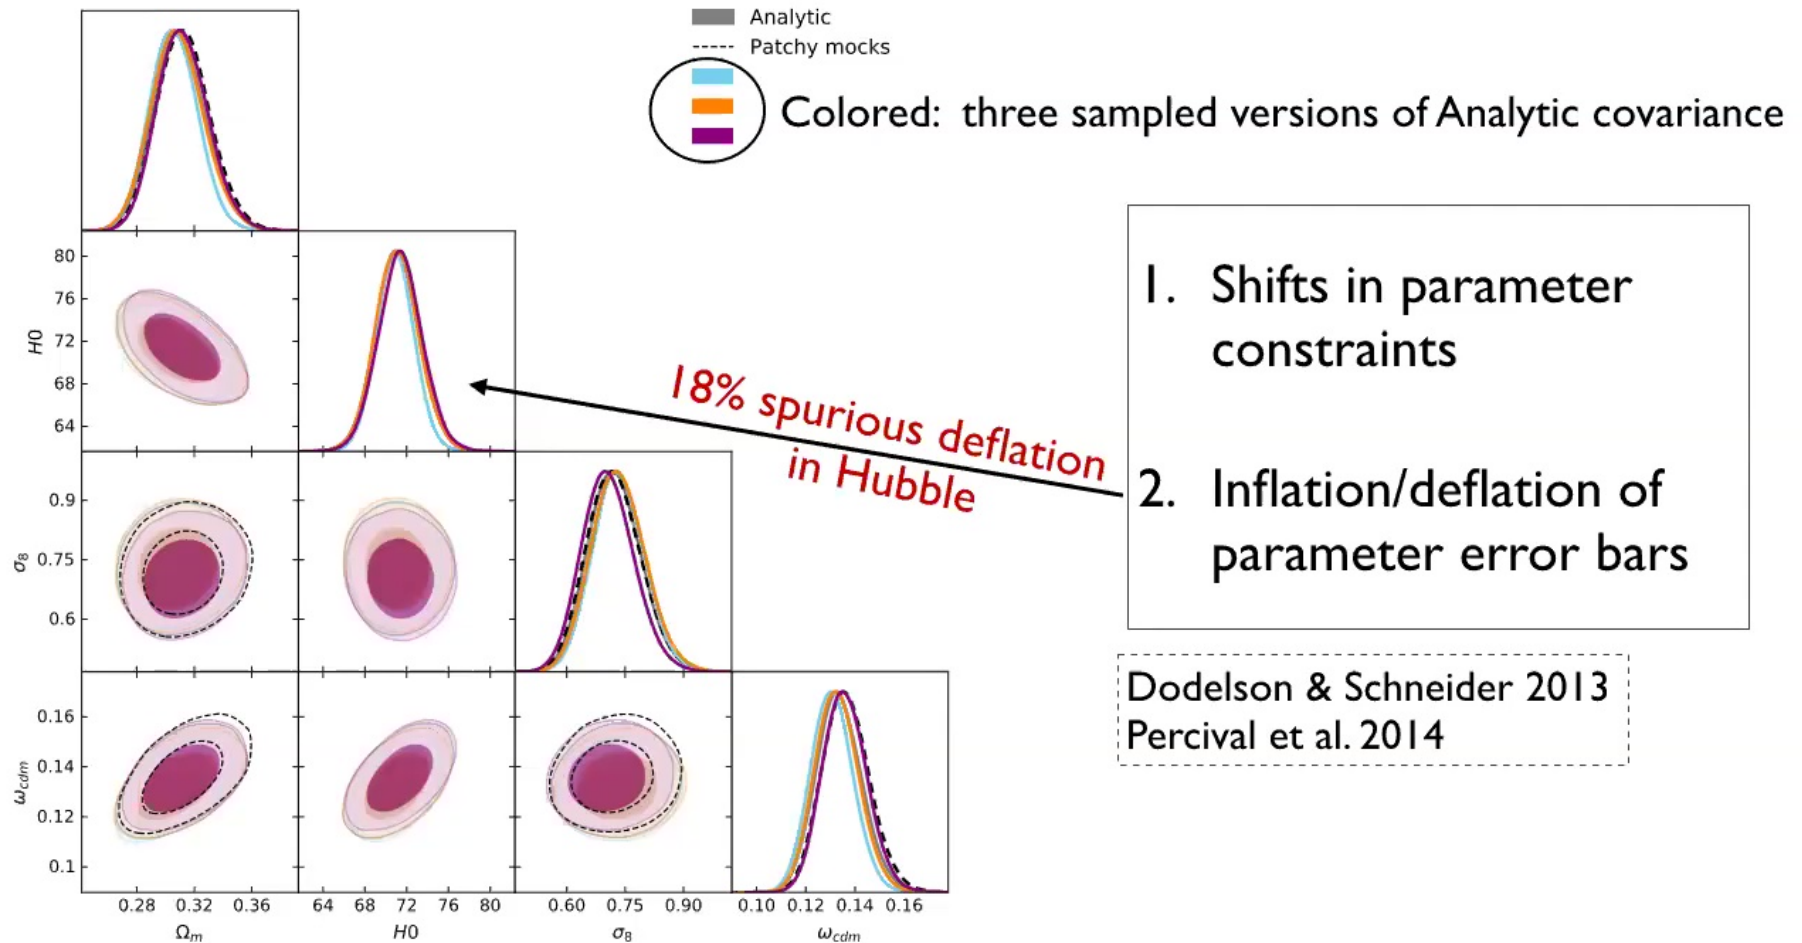 Analytic
Patchy mocks
Colored: three sampled versions of Analytic covariance
1. Shifts in parameter
constraints
2. Inflation/deflation of
parameter error bars
18% spurious deflation
in Hubble
Dodelson & Schneider 2013
Percival et al. 2014
80
76
72
68
64
H0
0.9
0.75
0.6
σ8
0.16
0.14
0.12
0.1
ωcdm
0.28 0.32 0.36
64 68 72 76 80
0.60 0.75 0.90
0.10 0.12 0.14 0.16
Ωm
H0
σ8
ωcdm